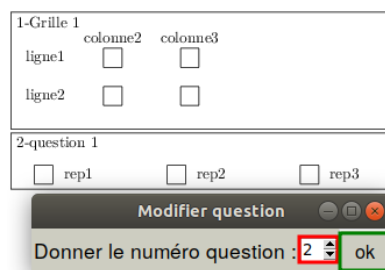 1-Grille 1
colonne2 colonne3
ligne1
ligne2
2-question 1
rep1 rep2 rep3
Modifier question
Donner le numéro question : 2 ok